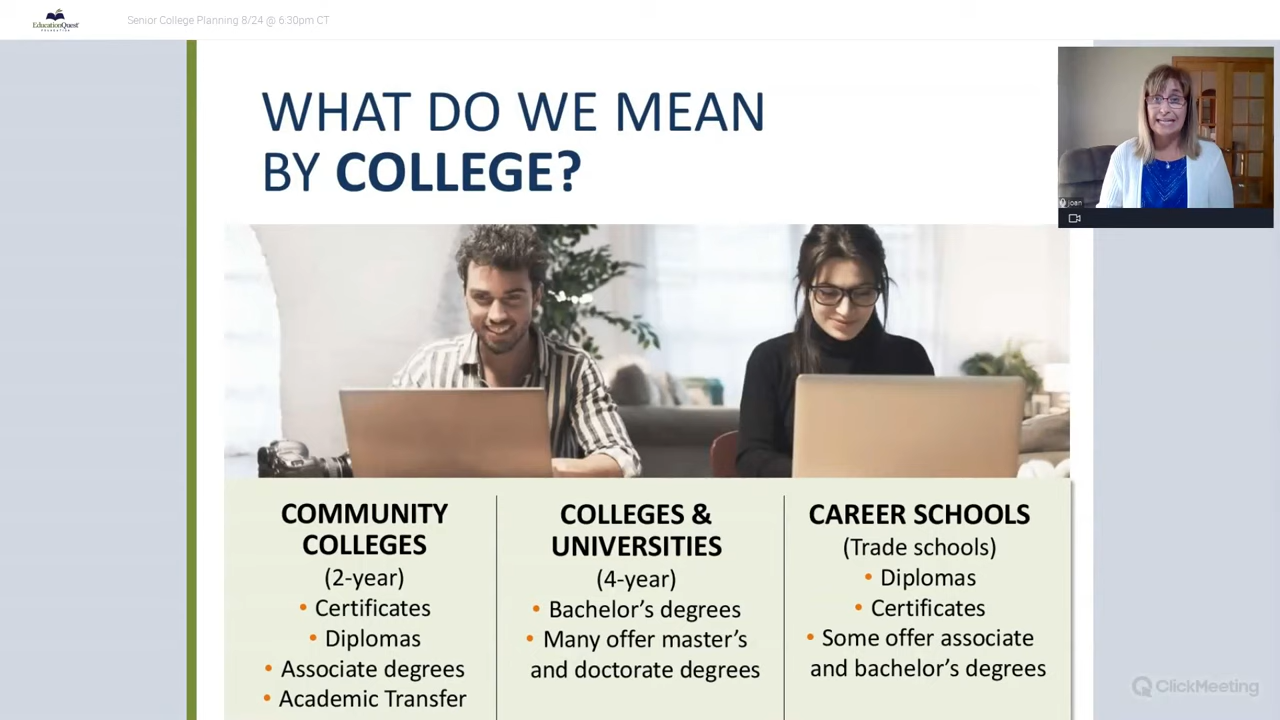 EducationQuest
FOUNDATION
Senior College Planning 8/24 @ 6:30pm CT
WHAT DO WE MEAN
BY COLLEGE?
joan
COMMUNITY
COLLEGES
(2-year)
• Certificates
• Diplomas
• Associate degrees
• Academic Transfer
COLLEGES &
UNIVERSITIES
(4-year)
• Bachelor's degrees
• Many offer master's
and doctorate degrees
CAREER SCHOOLS
(Trade schools)
• Diplomas
• Certificates
• Some offer associate
and bachelor's degrees
ClickMeeting